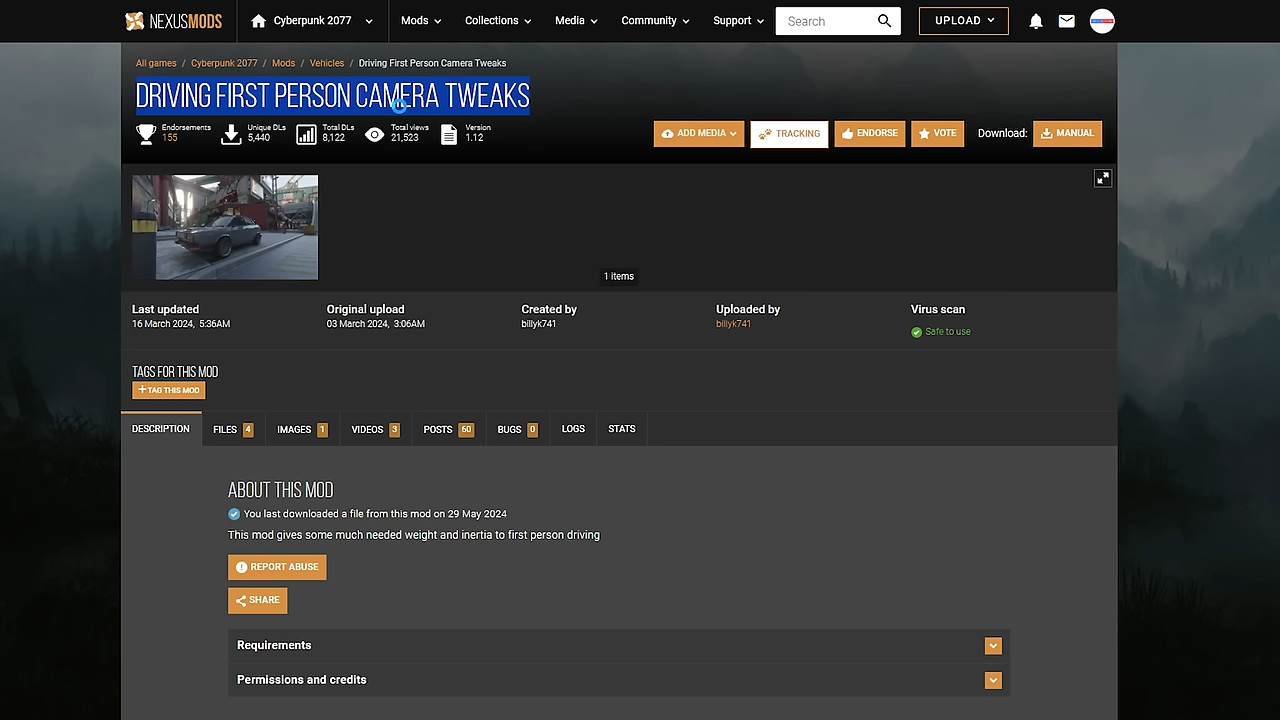 NEXUSMODS Cyberpunk 2077 Mods Collections Media Community Support Search UPLOAD
All games / Cyberpunk 2077 / Mods / Vehicles / Driving First Person Camera Tweaks
DRIVING FIRST PERSON CAMERA TWEAKS
Endorsements Unique DLs Total DLs Total views Version
155 5,440 8,122 21,523 1.12
ADD MEDIA TRACKING ENDORSE VOTE Download: MANUAL
1 items
Last updated Original upload Created by Uploaded by Virus scan
16 March 2024, 5:36AM 03 March 2024, 3:06AM billyk741 billyk741 Safe to use
TAGS FOR THIS MOD
+ TAG THIS MOD
DESCRIPTION FILES 4 IMAGES 1 VIDEOS 3 POSTS 60 BUGS 0 LOGS STATS
ABOUT THIS MOD
You last downloaded a file from this mod on 29 May 2024
This mod gives some much needed weight and inertia to first person driving
REPORT ABUSE
SHARE
Requirements
Permissions and credits